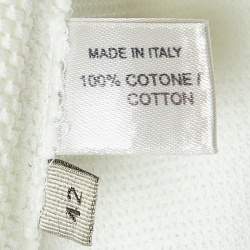 MADE IN ITALY
100% COTONE /
COTTON
42